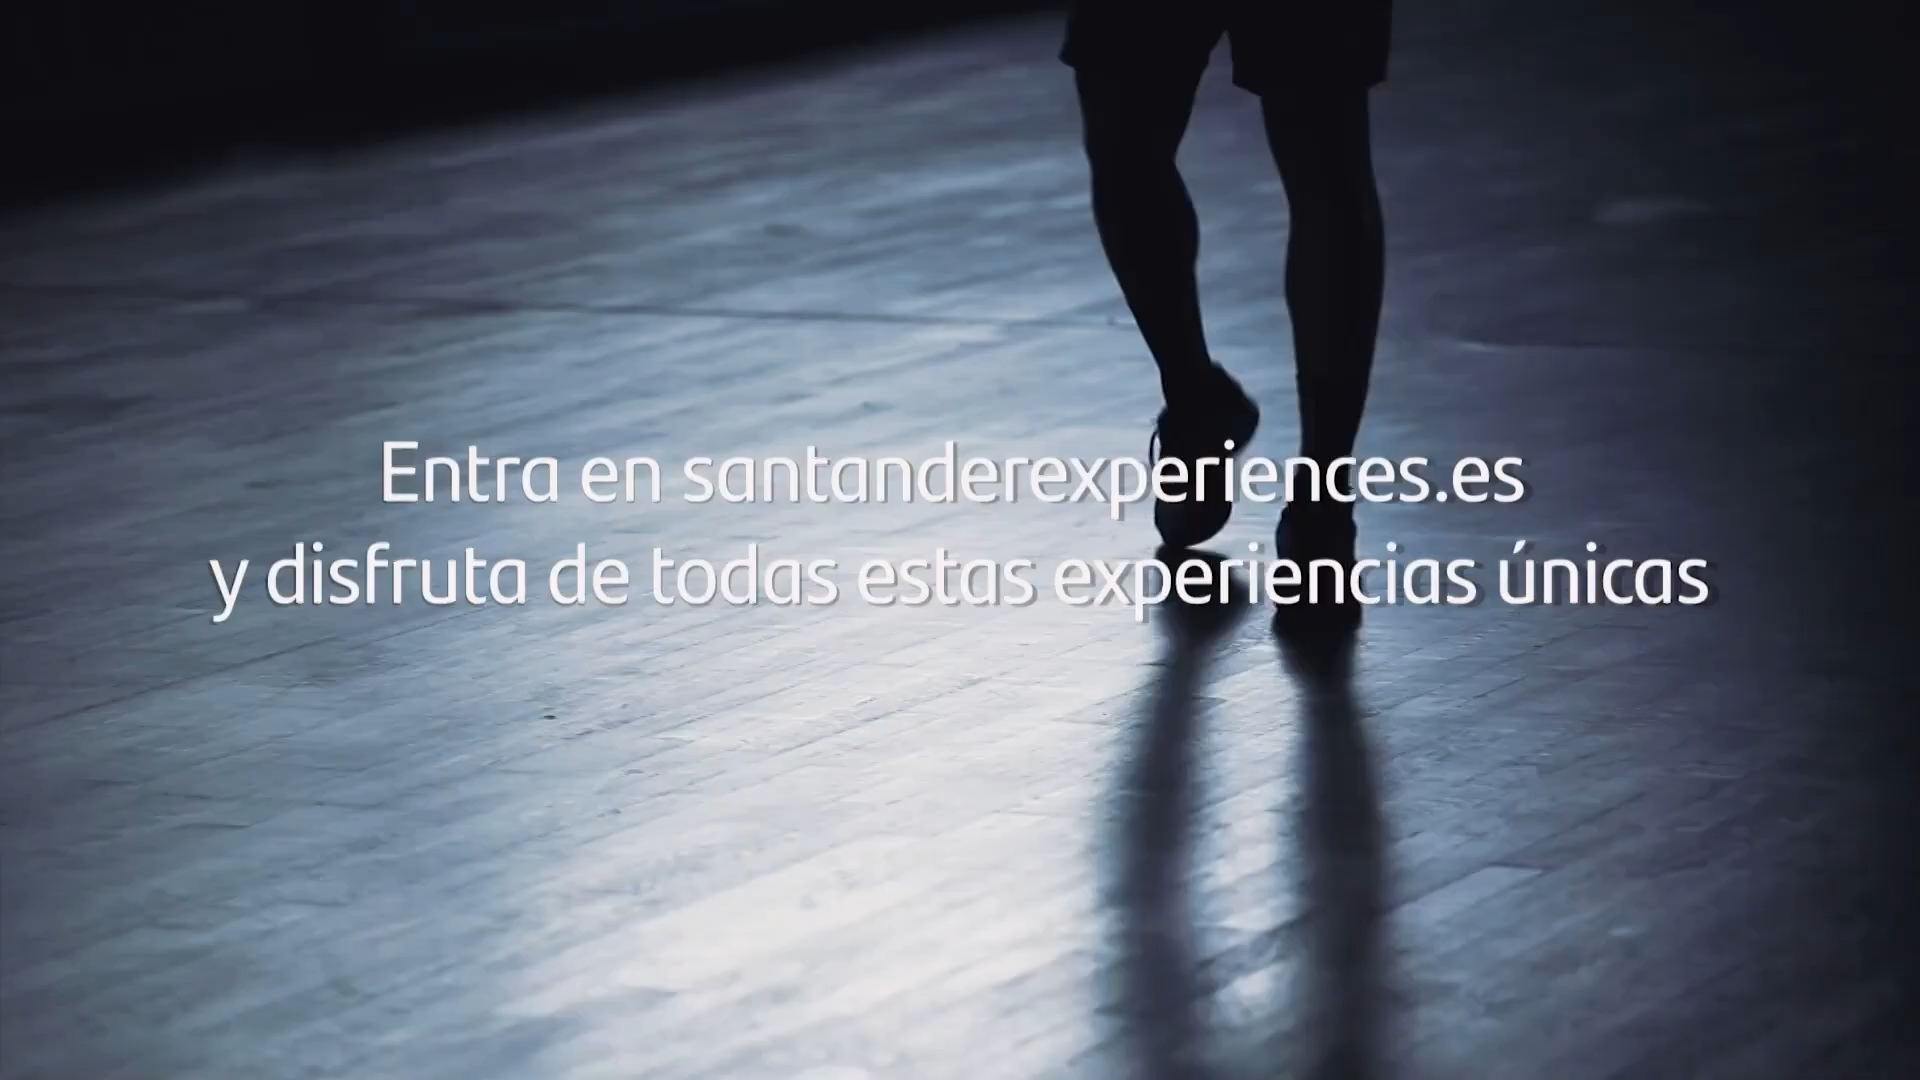 Entra en santanderexperiences.es
y disfruta de todas estas experiencias únicas